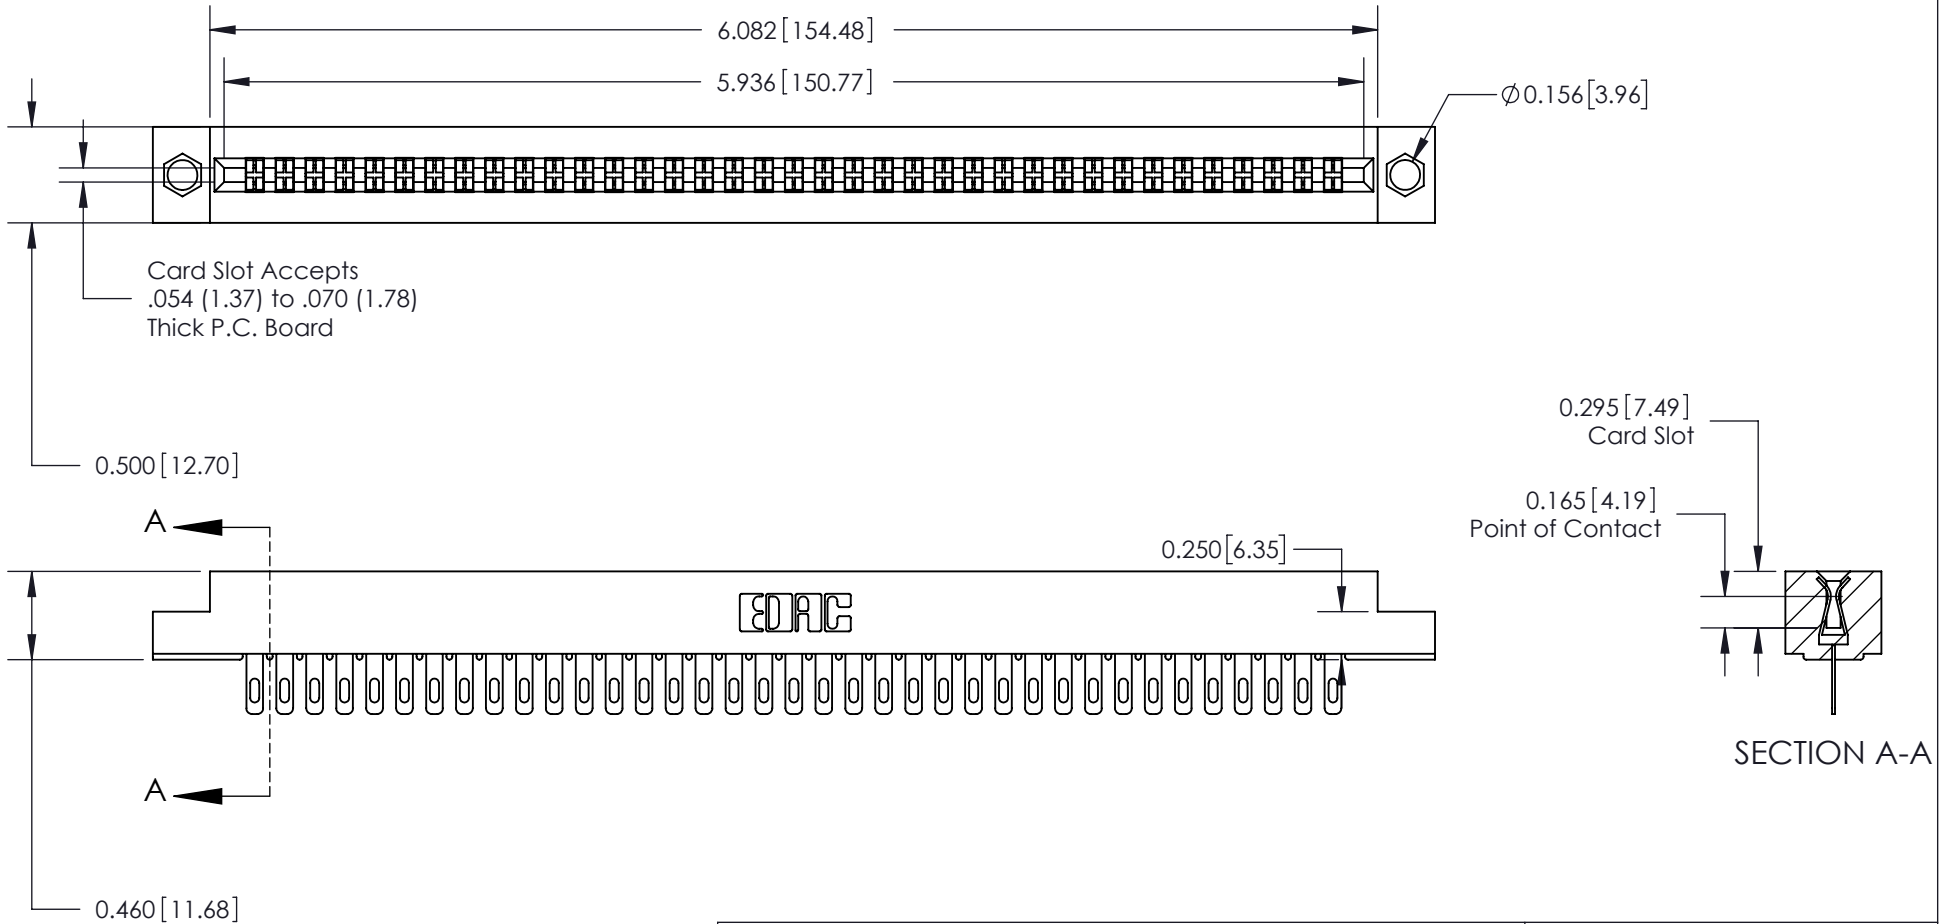 6.082[154.48]
5.936[150.77]
Ø0.156[3.96]
Card Slot Accepts
.054 (1.37) to .070 (1.78)
Thick P.C. Board
0.295[7.49]
Card Slot
0.500[12.70]
0.165[4.19]
Point of Contact
A
0.250[6.35]
EDAC
SECTION A-A
A
0.460[11.68]